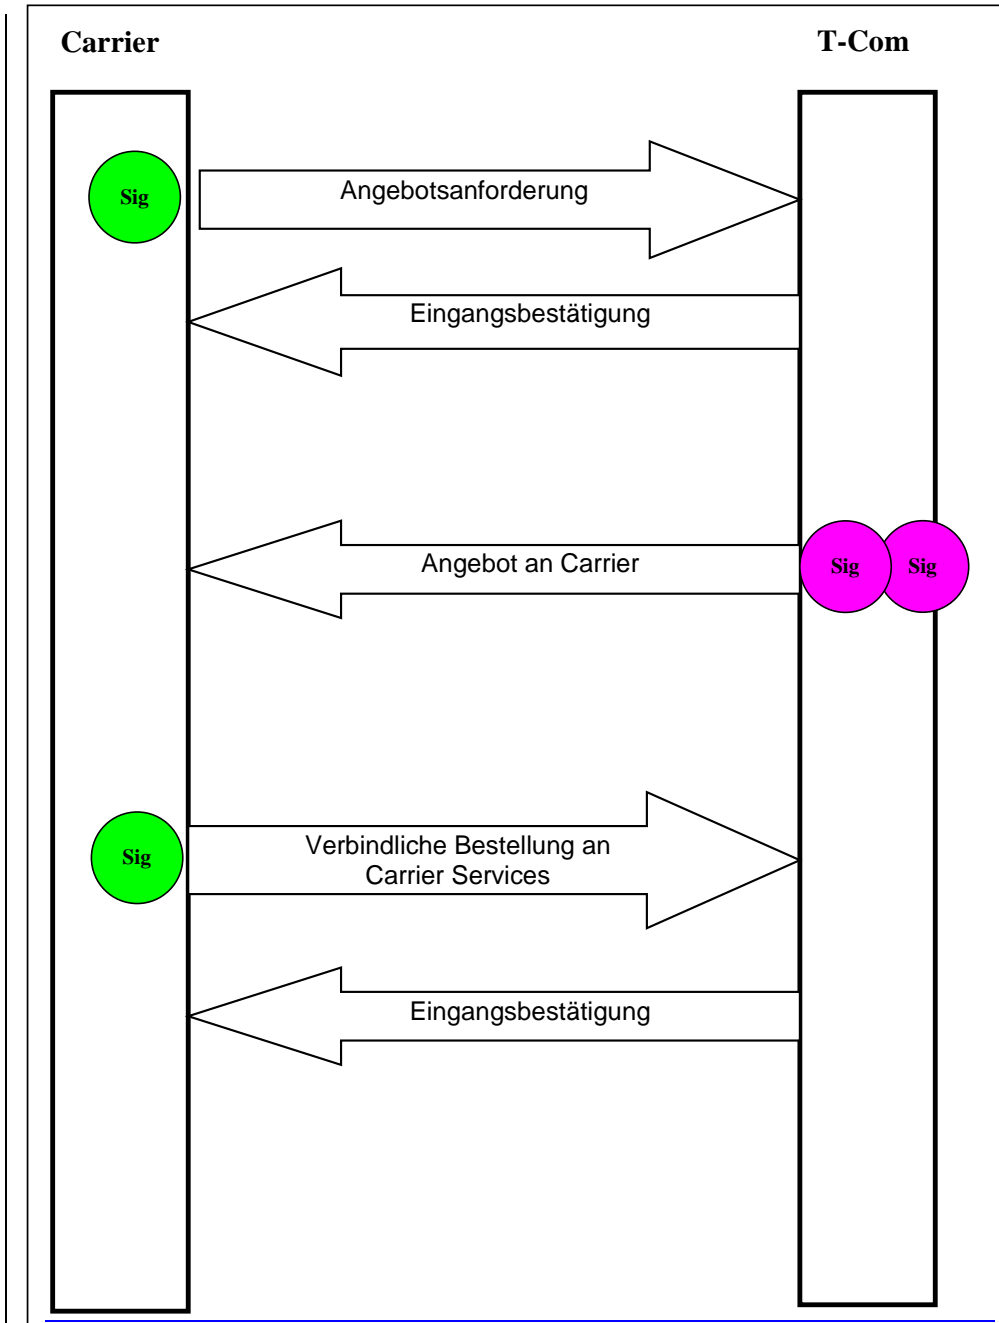 Carrier
T-Com
Sig
Angebotsanforderung
Eingangsbestätigung
Angebot an Carrier
Sig
Sig
Sig
Verbindliche Bestellung an
Carrier Services
Eingangsbestätigung